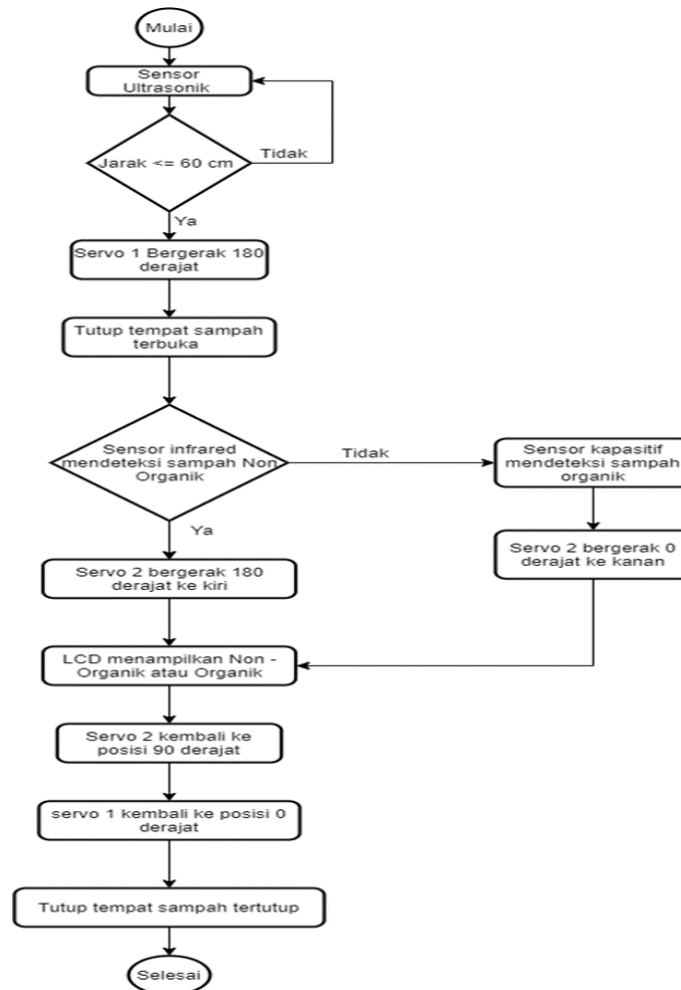 Mulai
Sensor
Ultrasonik
Jarak <= 60 cm
Tidak
Ya
Servo 1 Bergerak 180
derajat
Tutup tempat sampah
terbuka
Sensor infrared
mendeteksi sampah Non
Organik
Tidak
Sensor kapasitif
mendeteksi sampah
organik
Ya
Servo 2 bergerak 0
derajat ke kanan
Servo 2 bergerak 180
derajat ke kiri
LCD menampilkan Non -
Organik atau Organik
Servo 2 kembali ke
posisi 90 derajat
servo 1 kembali ke posisi 0
derajat
Tutup tempat sampah tertutup
Selesai